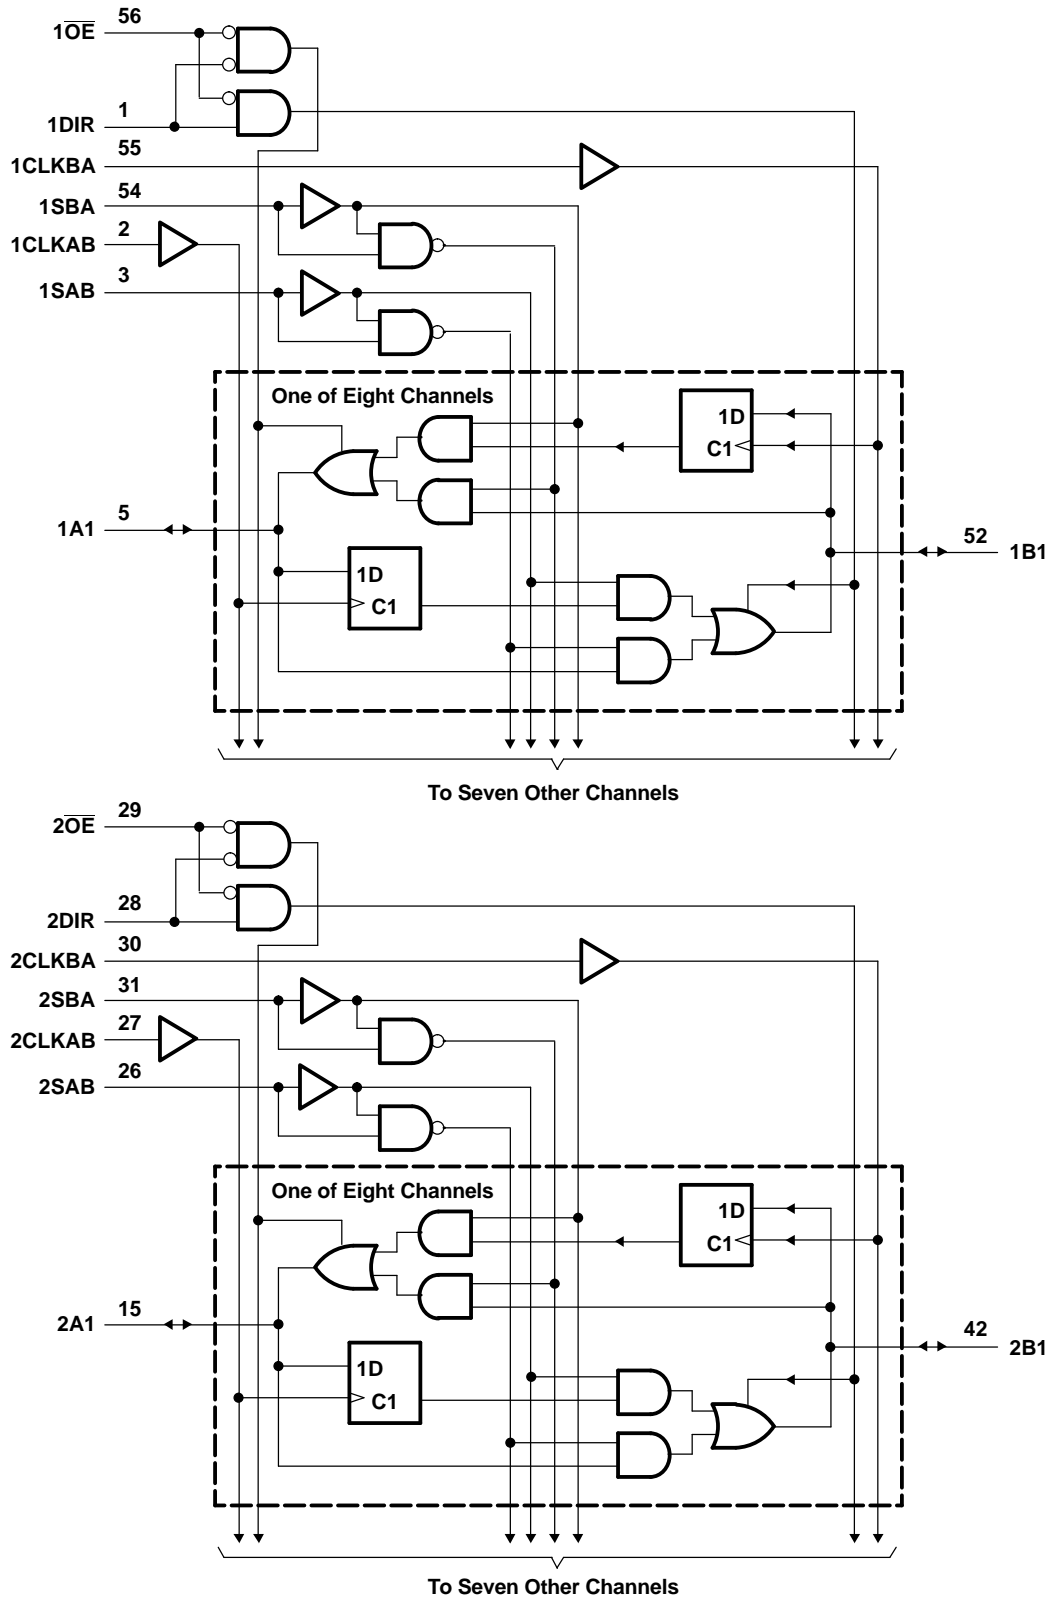 56
1O̅E̅
1
1DIR
55
1CLKBA
54
1SBA
2
1CLKAB
3
1SAB
One of Eight Channels
1D
C1
5
1A1
52
1B1
1D
C1
To Seven Other Channels
29
2O̅E̅
28
2DIR
30
2CLKBA
31
2SBA
27
2CLKAB
26
2SAB
One of Eight Channels
1D
C1
15
2A1
42
2B1
1D
C1
To Seven Other Channels